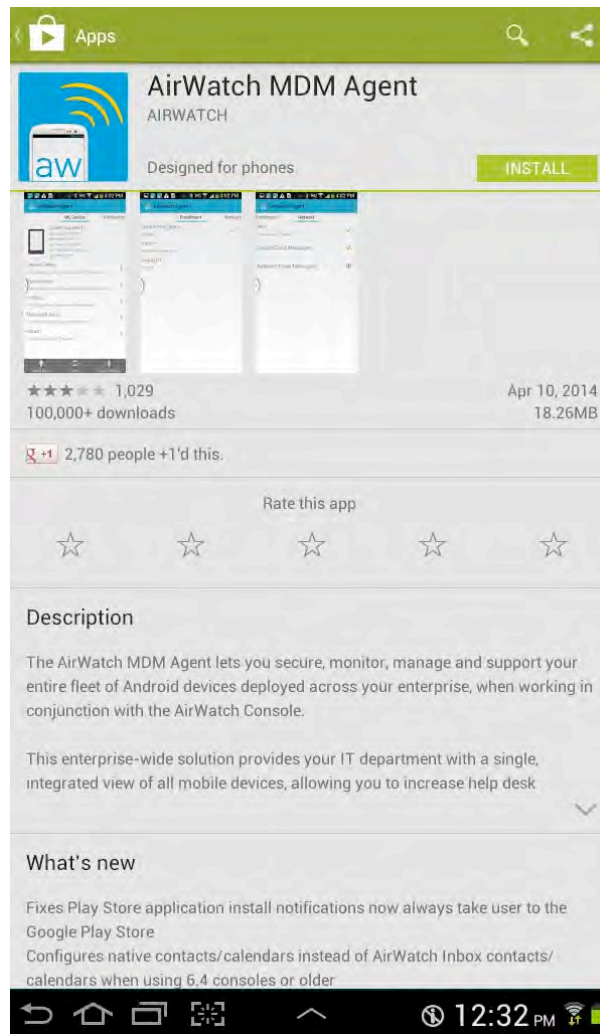 Apps
AirWatch MDM Agent
AIRWATCH
aw
Designed for phones
INSTALL
My Device
Enrollment
Network
1,029
Apr 10, 2014
100,000+ downloads
18.26MB
g +1 2,780 people +1'd this.
Rate this app
Description
The AirWatch MDM Agent lets you secure, monitor, manage and support your
entire fleet of Android devices deployed across your enterprise, when working in
conjunction with the AirWatch Console.
This enterprise-wide solution provides your IT department with a single,
integrated view of all mobile devices, allowing you to increase help desk
What's new
Fixes Play Store application install notifications now always take user to the
Google Play Store
Configures native contacts/calendars instead of AirWatch Inbox contacts/
calendars when using 6.4 consoles or older
12:32 PM